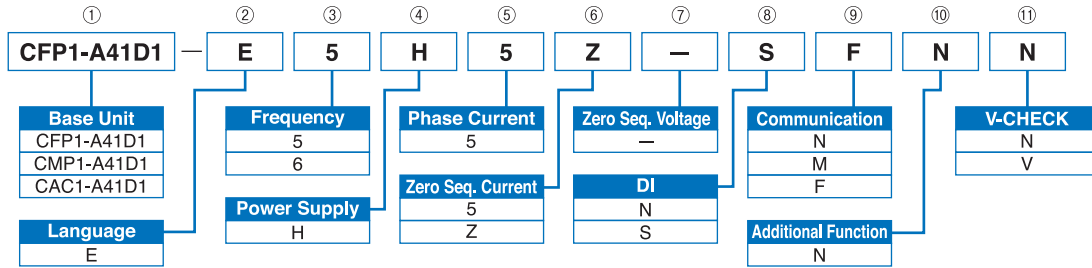 ① ② ③ ④ ⑤ ⑥ ⑦ ⑧ ⑨ ⑩ ⑪
CFP1-A41D1 — E 5 H 5 Z — S F N N
Base Unit
CFP1-A41D1
CMP1-A41D1
CAC1-A41D1
Language
E
Frequency
5
6
Power Supply
H
Phase Current
5
Zero Seq. Current
5
Z
Zero Seq. Voltage
—
DI
N
S
Communication
N
M
F
Additional Function
N
V-CHECK
N
V